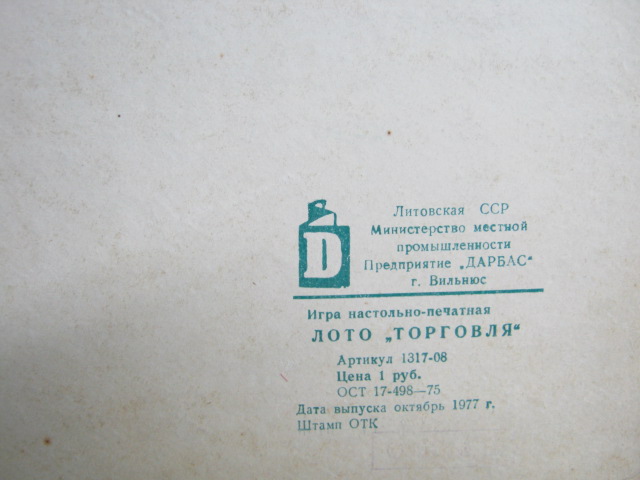 D
Литовская ССР
Министерство местной
промышленности
Предприятие „ДАРБАС“
г. Вильнюс
Игра настольно-печатная
ЛОТО „ТОРГОВЛЯ“
Артикул 1317-08
Цена 1 руб.
ОСТ 17-498—75
Дата выпуска октябрь 1977 г.
Штамп ОТК